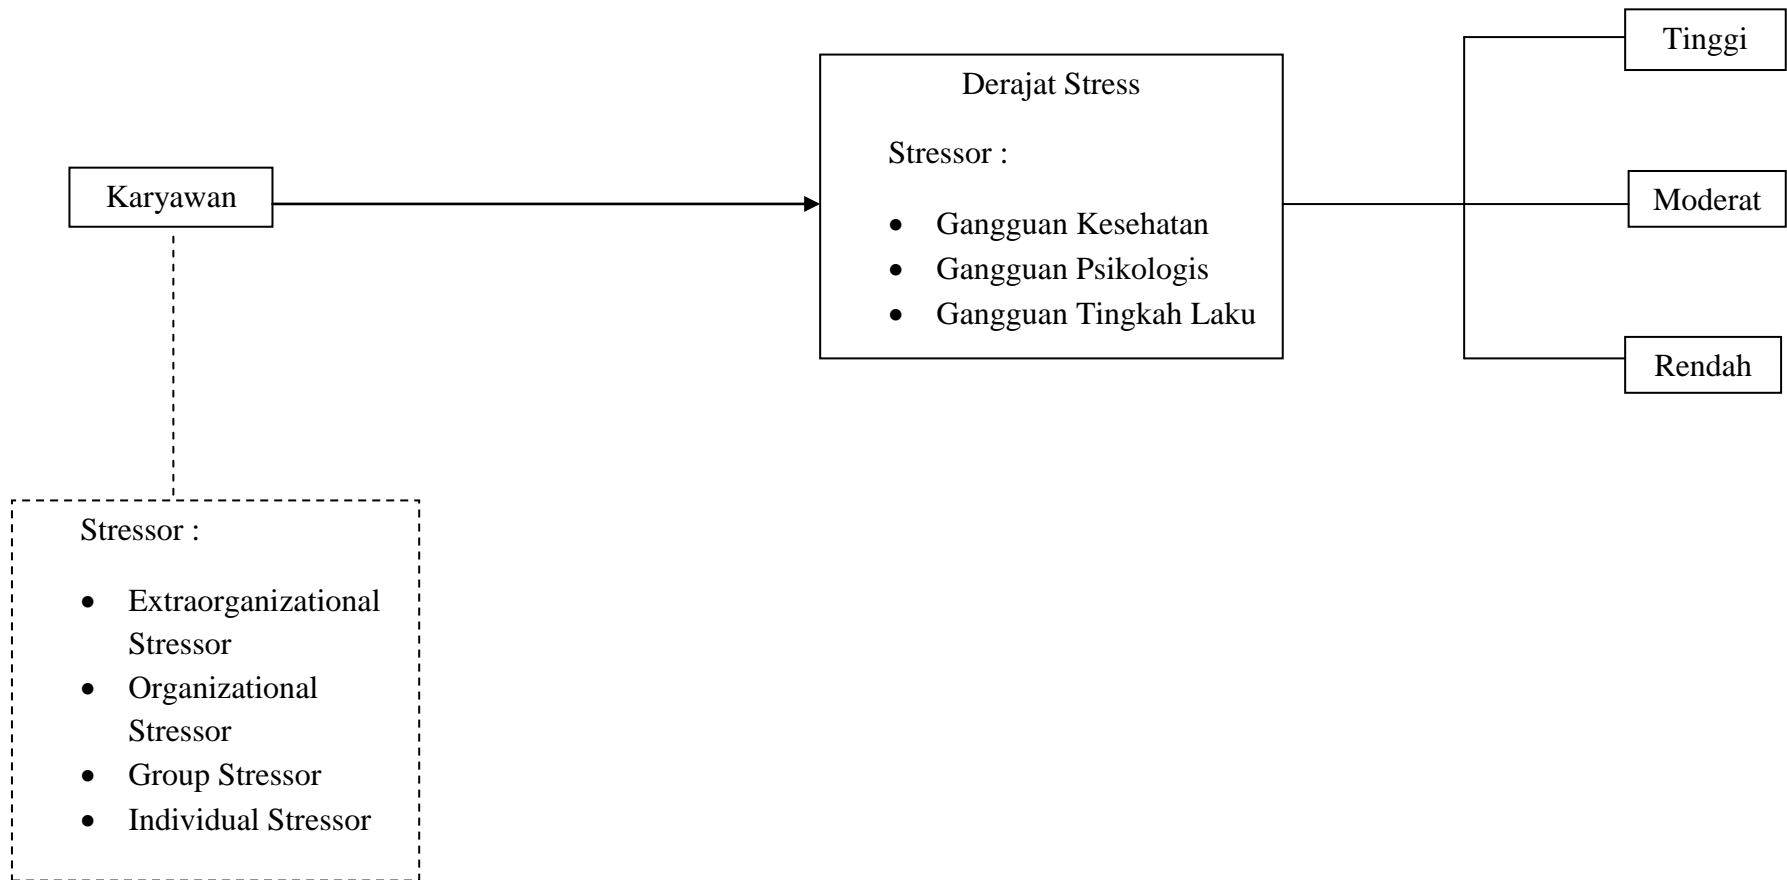 Tinggi
Derajat Stress
Stressor :
Karyawan
Moderat
• Gangguan Kesehatan
• Gangguan Psikologis
• Gangguan Tingkah Laku
Rendah
Stressor :
• Extraorganizational
Stressor
• Organizational
Stressor
• Group Stressor
• Individual Stressor